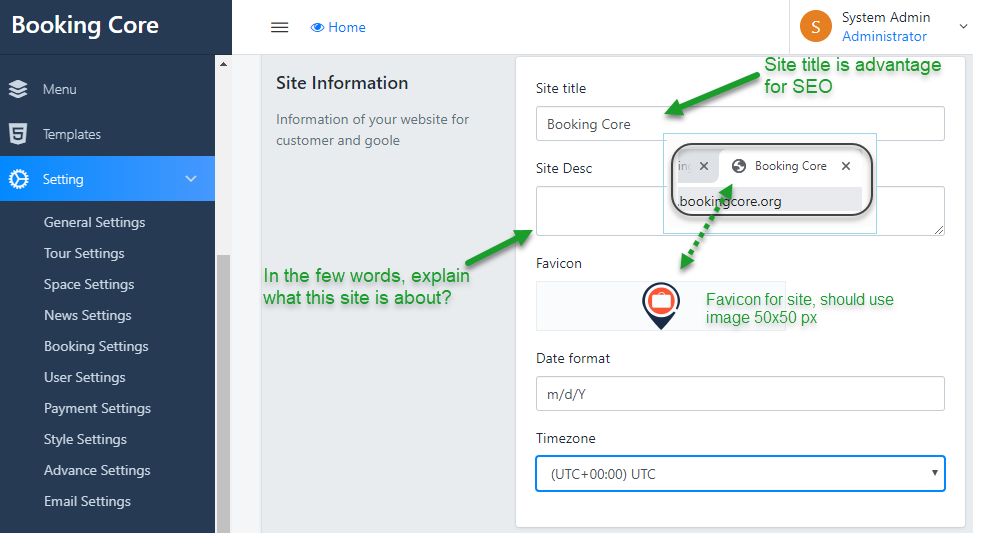 Booking Core
Home
S
System Admin
Administrator
Menu
Templates
Setting
General Settings
Tour Settings
Space Settings
News Settings
Booking Settings
User Settings
Payment Settings
Style Settings
Advance Settings
Email Settings
Site Information
Information of your website for
customer and goole
Site title
Booking Core
Site title is advantage
for SEO
Site Desc
Booking Core
.bookingcore.org
In the few words, explain
what this site is about?
Favicon
Favicon for site, should use
image 50x50 px
Date format
m/d/Y
Timezone
(UTC+00:00) UTC